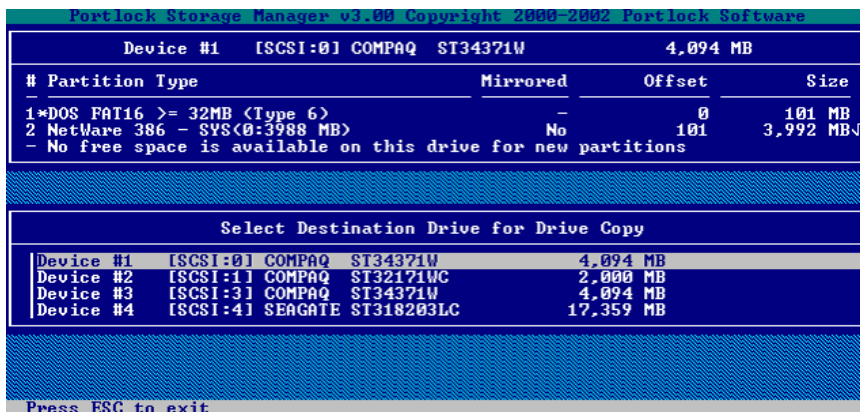 Portlock Storage Manager v3.00 Copyright 2000-2002 Portlock Software
Device #1 [SCSI:0] COMPAQ ST34371W 4,094 MB
# Partition Type Mirrored Offset Size
1*DOS FAT16 >= 32MB (Type 6) - 0 101 MB
2 NetWare 386 - SYS(0:3988 MB) No 101 3,992 MB√
- No free space is available on this drive for new partitions
Select Destination Drive for Drive Copy
Device #1 [SCSI:0] COMPAQ ST34371W 4,094 MB
Device #2 [SCSI:1] COMPAQ ST32171WC 2,000 MB
Device #3 [SCSI:3] COMPAQ ST34371W 4,094 MB
Device #4 [SCSI:4] SEAGATE ST318203LC 17,359 MB
Press ESC to exit